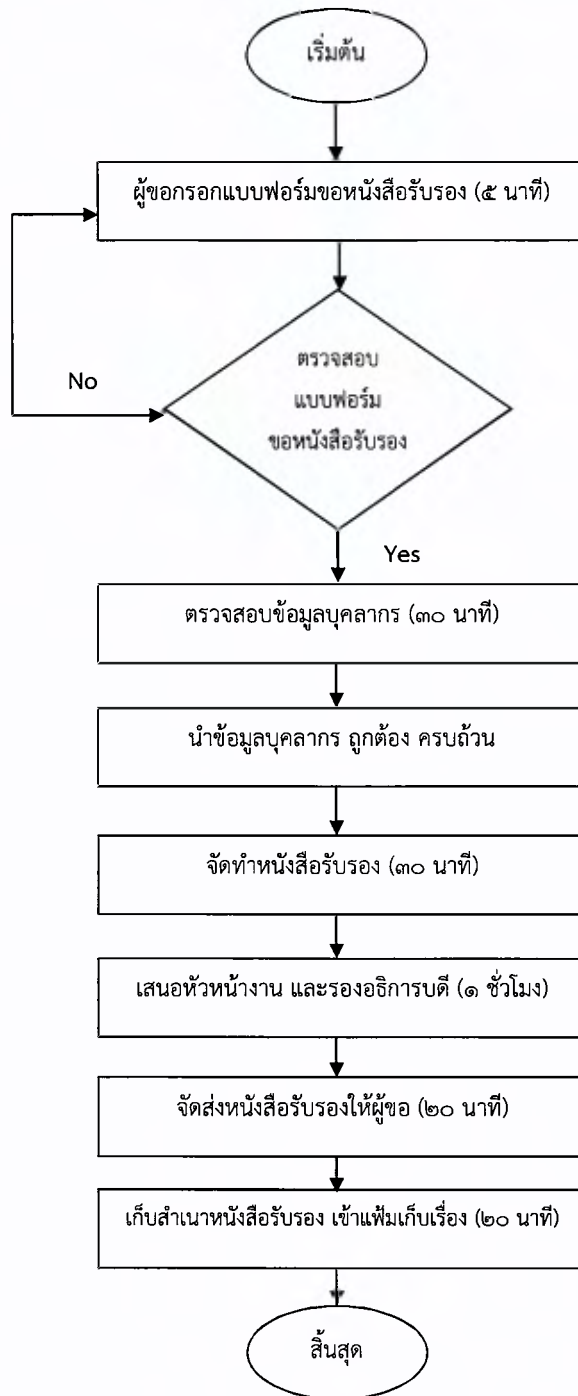 เริ่มต้น
ผู้ขอกรอกแบบฟอร์มขอหนังสือรับรอง (๕ นาที)
ตรวจสอบ
แบบฟอร์ม
ขอหนังสือรับรอง
No
Yes
ตรวจสอบข้อมูลบุคลากร (๓๐ นาที)
นำข้อมูลบุคลากร ถูกต้อง ครบถ้วน
จัดทำหนังสือรับรอง (๓๐ นาที)
เสนอหัวหน้างาน และรองอธิการบดี (๑ ชั่วโมง)
จัดส่งหนังสือรับรองให้ผู้ขอ (๒๐ นาที)
เก็บสำเนาหนังสือรับรอง เข้าแฟ้มเก็บเรื่อง (๒๐ นาที)
สิ้นสุด